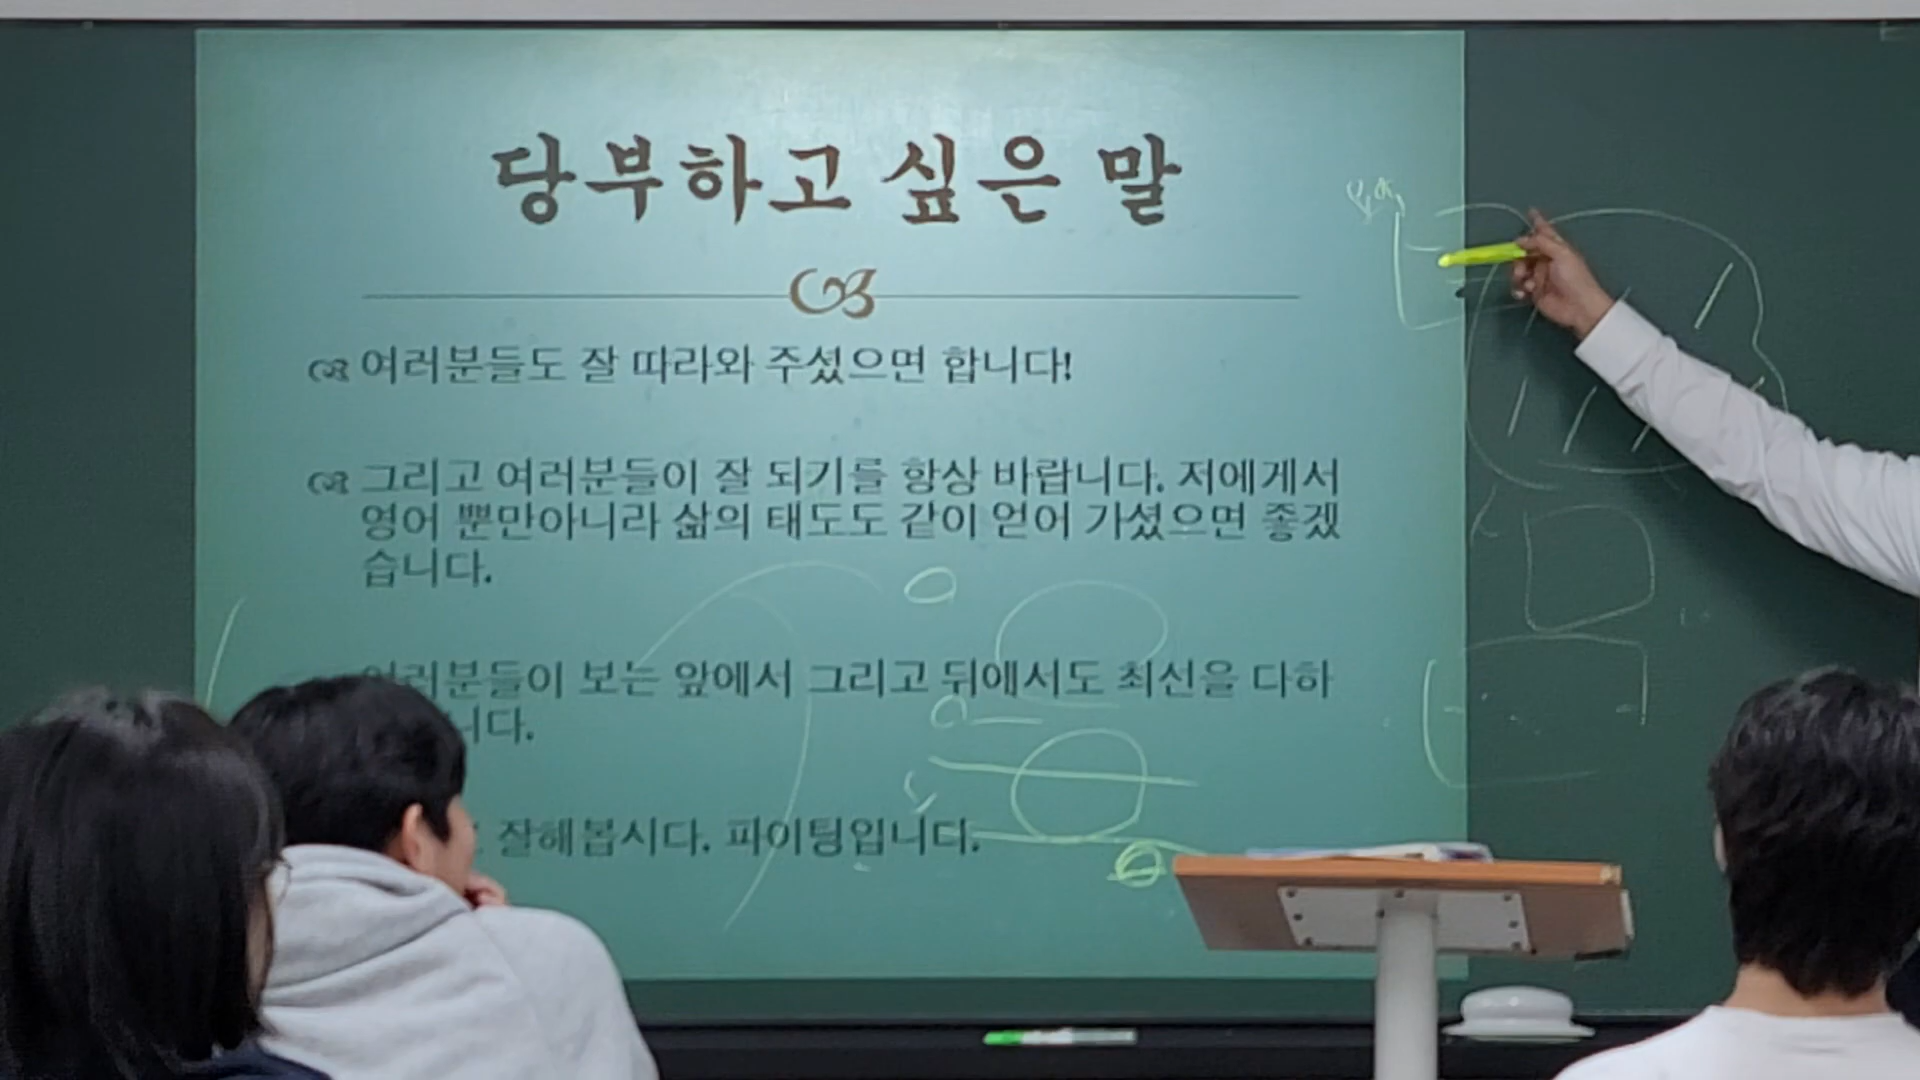 당부하고 싶은 말
여러분들도 잘 따라와 주셨으면 합니다!
그리고 여러분들이 잘 되기를 항상 바랍니다. 저에게서
영어 뿐만아니라 삶의 태도도 같이 얻어 가셨으면 좋겠
습니다.
여러분들이 보는 앞에서 그리고 뒤에서도 최선을 다하
니다.
잘해봅시다. 파이팅입니다.